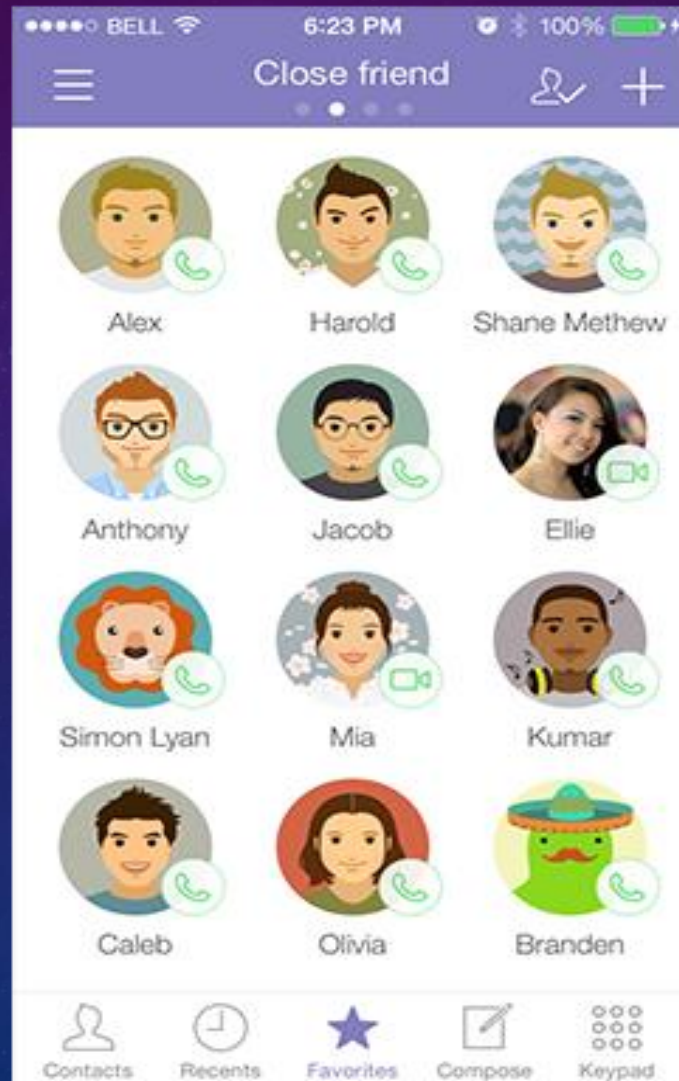 BELL 6:23 PM 100%
Close friend
Alex Harold Shane Methew
Anthony Jacob Ellie
Simon Lyan Mia Kumar
Caleb Olivia Branden
Contacts Recents Favorites Compose Keypad